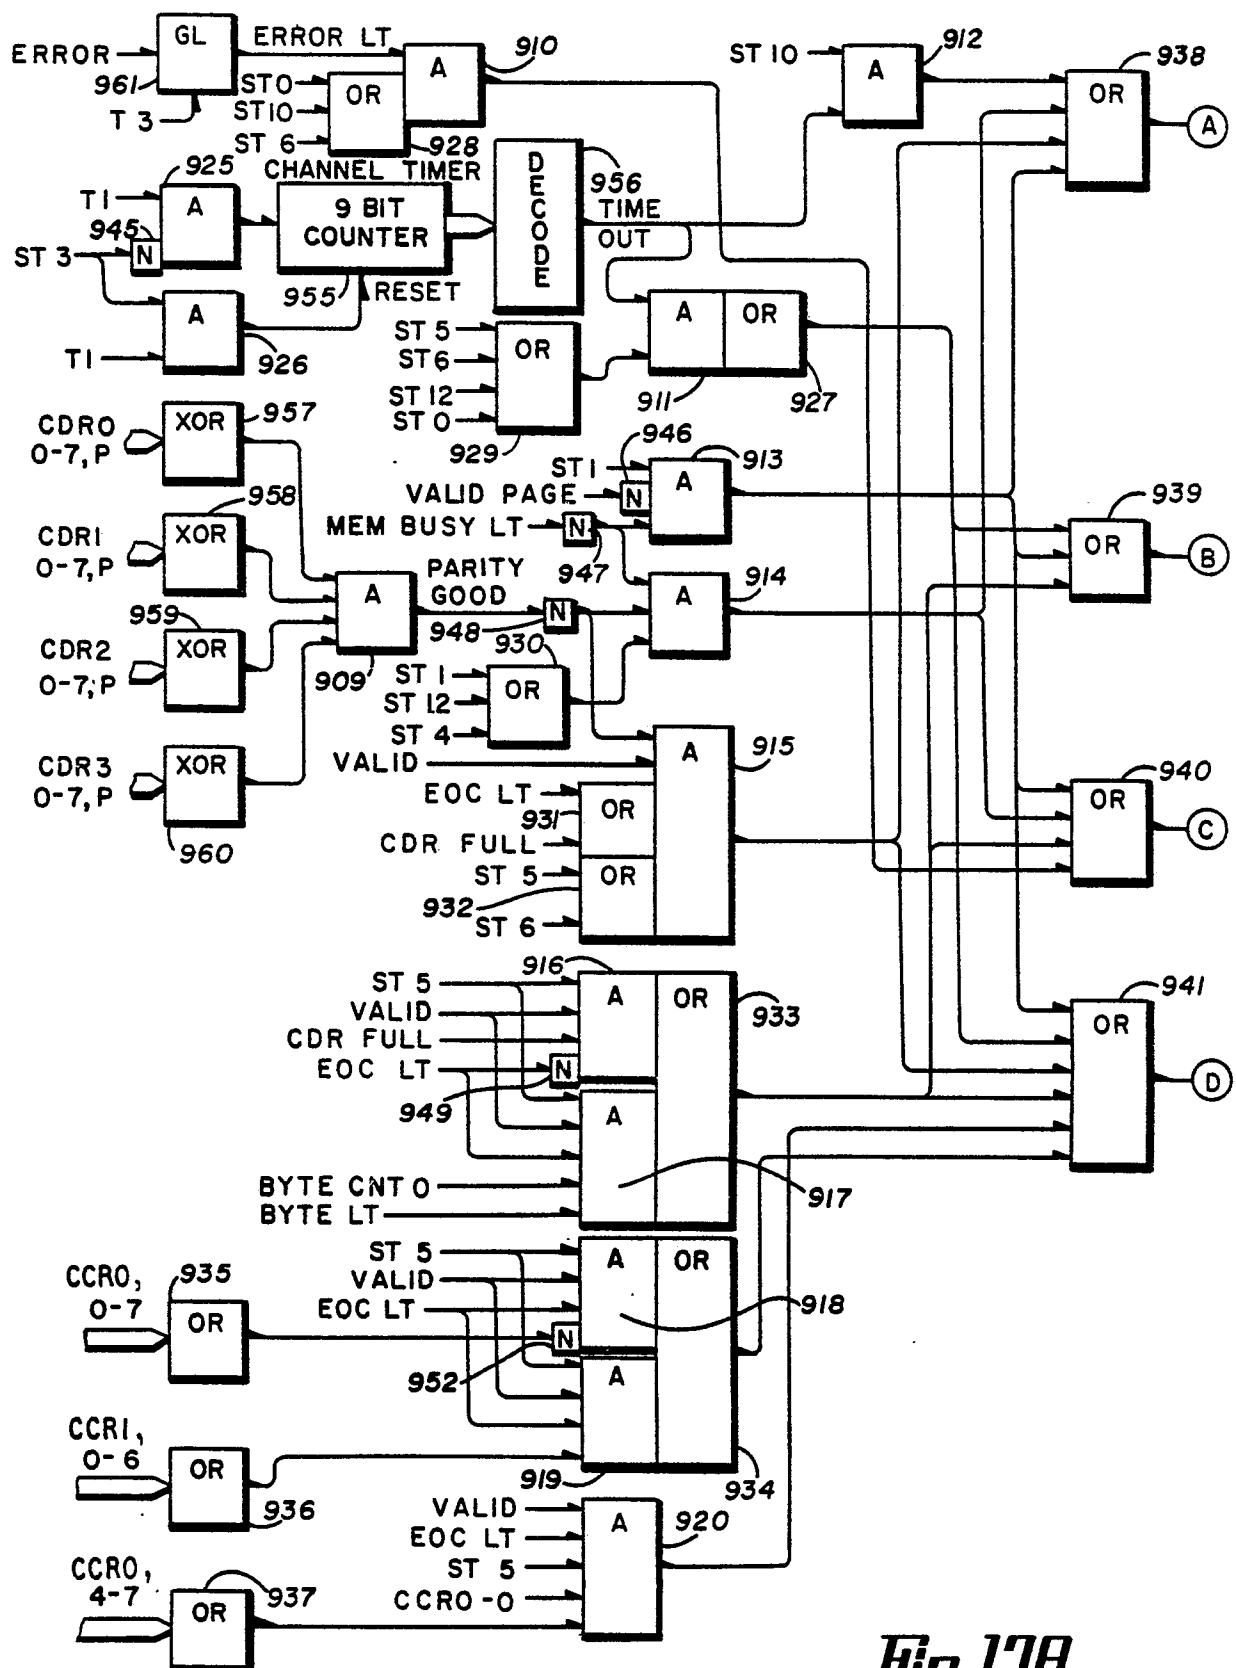 ERROR
GL
961
T 3
ERROR LT
A
910
ST 0
ST 10
ST 6
OR
928
ST 10
A
912
OR
938
A
925
T1
A
945
N
ST 3
CHANNEL TIMER
9 BIT
COUNTER
955
RESET
DECODE
956
TIME
OUT
A
T1
926
ST 5
ST 6
ST 12
ST 0
OR
929
A
OR
911
927
CDR0
0-7, P
XOR
957
CDR1
0-7, P
XOR
958
CDR2
0-7, P
959
XOR
CDR3
0-7, P
XOR
960
946
ST 1
VALID PAGE
N
A
913
MEM BUSY LT
N
947
OR
939
B
A
909
PARITY
GOOD
948
N
A
914
930
ST 1
ST 12
ST 4
OR
VALID
A
915
EOC LT
931
OR
CDR FULL
ST 5
932
OR
ST 6
OR
940
C
916
ST 5
VALID
CDR FULL
EOC LT
N
949
A
OR
933
A
BYTE CNT 0
BYTE LT
917
OR
941
D
ST 5
VALID
EOC LT
A
OR
918
CCR0,
0-7
935
OR
N
952
A
919
934
CCR1,
0-6
OR
936
VALID
EOC LT
ST 5
CCR0-0
A
920
CCR0,
4-7
OR
937
Fig. 17A